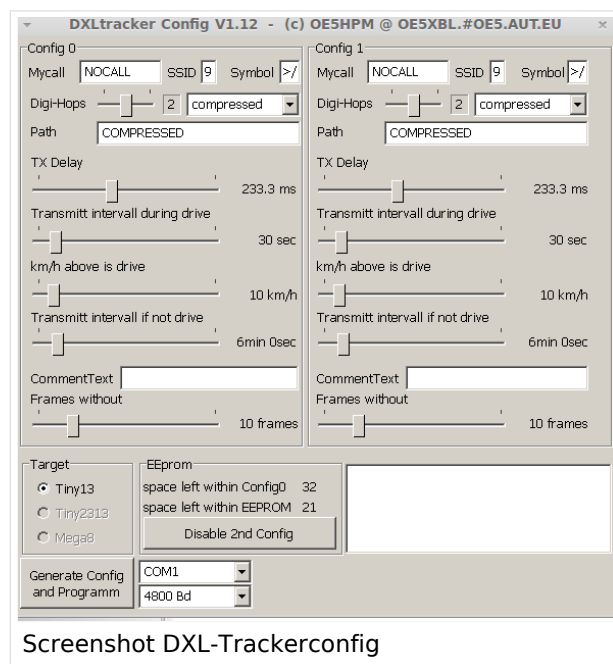 DXLtracker Config V1.12 - (c) OE5HPM @ OE5XBL.#OE5.AUT.EU
Config 0
Mycall NOCALL SSID 9 Symbol >/
Digi-Hops 2 compressed
Path COMPRESSED
TX Delay
233.3 ms
Transmitt intervall during drive
30 sec
km/h above is drive
10 km/h
Transmitt intervall if not drive
6min 0sec
CommentText
Frames without
10 frames
Config 1
Mycall NOCALL SSID 9 Symbol >/
Digi-Hops 2 compressed
Path COMPRESSED
TX Delay
233.3 ms
Transmitt intervall during drive
30 sec
km/h above is drive
10 km/h
Transmitt intervall if not drive
6min 0sec
CommentText
Frames without
10 frames
Target
Tiny13
Tiny2313
Mega8
EEprom
space left within Config0 32
space left within EEPROM 21
Disable 2nd Config
Generate Config
and Programm
COM1
4800 Bd
Screenshot DXL-Trackerconfig